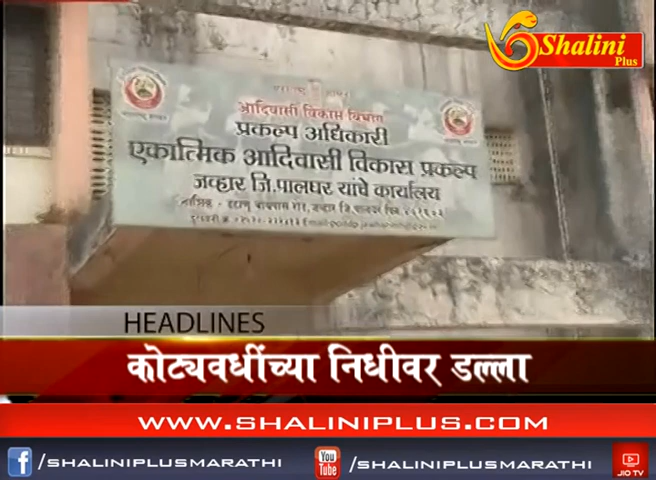 Shalini
Plus
आदिवासी विकास विभाग
प्रकल्प अधिकारी
एकात्मिक आदिवासी विकास प्रकल्प
जव्हार जि.पालघर यांचे कार्यालय
HEADLINES
कोट्यवधींच्या निधीवर डल्ला
WWW.SHALINIPLUS.COM
f /SHALINIPLUSMARATHI
You Tube /SHALINIPLUSMARATHI
JIO TV